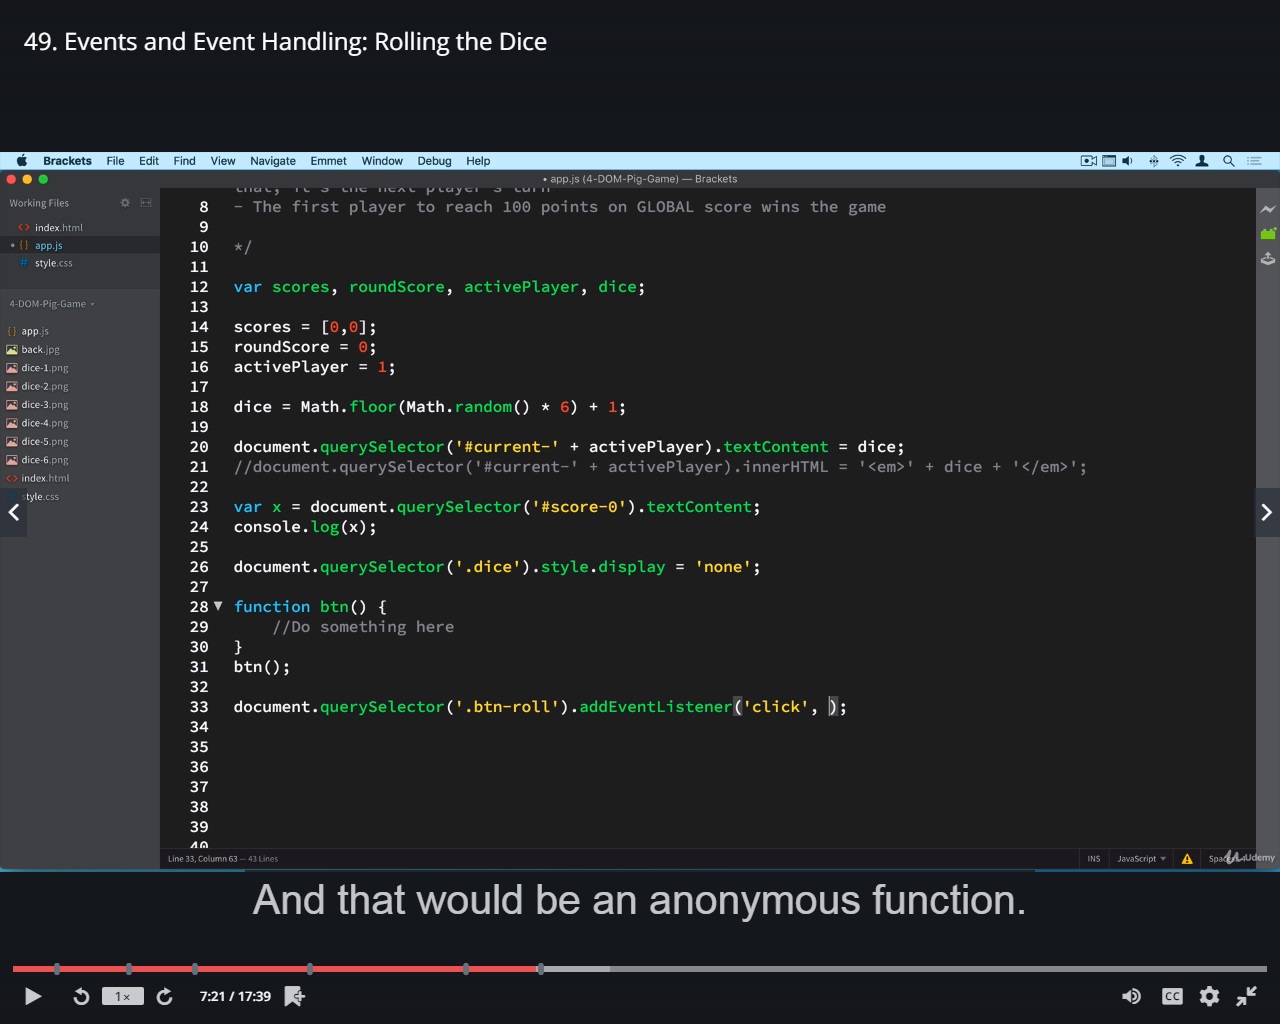 49. Events and Event Handling: Rolling the Dice
Brackets File Edit Find View Navigate Emmet Window Debug Help
• app.js (4-DOM-Pig-Game) — Brackets
Working Files
index.html
app.js
style.css
4-DOM-Pig-Game
app.js
back.jpg
dice-1.png
dice-2.png
dice-3.png
dice-4.png
dice-5.png
dice-6.png
index.html
style.css
that, it's the next player's turn
8 - The first player to reach 100 points on GLOBAL score wins the game
9
10 */
11
12 var scores, roundScore, activePlayer, dice;
13
14 scores = [0,0];
15 roundScore = 0;
16 activePlayer = 1;
17
18 dice = Math.floor(Math.random() * 6) + 1;
19
20 document.querySelector('#current-' + activePlayer).textContent = dice;
21 //document.querySelector('#current-' + activePlayer).innerHTML = '<em>' + dice + '</em>';
22
23 var x = document.querySelector('#score-0').textContent;
24 console.log(x);
25
26 document.querySelector('.dice').style.display = 'none';
27
28 function btn() {
29 //Do something here
30 }
31 btn();
32
33 document.querySelector('.btn-roll').addEventListener('click', );
34
35
36
37
38
39
40
Line 33, Column 63 — 43 Lines
INS JavaScript
Udemy
And that would be an anonymous function.
1x 7:21 / 17:39 CC